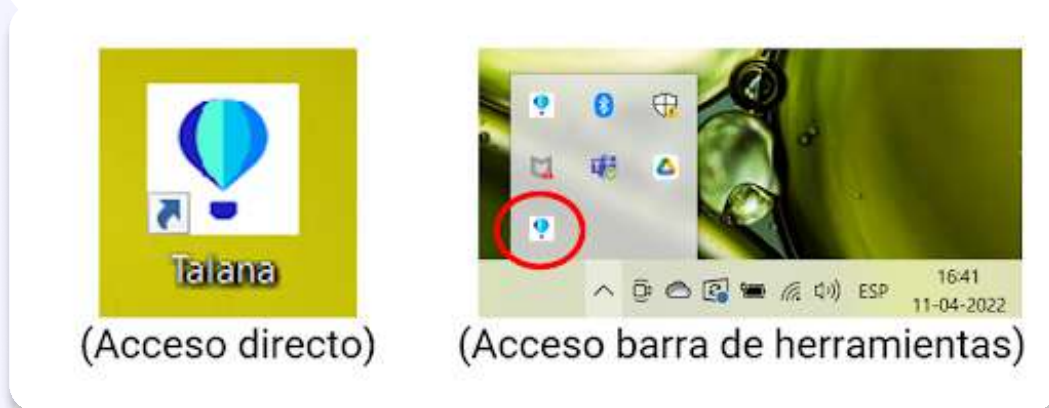 Talana
ESP
16:41
11-04-2022
(Acceso directo)
(Acceso barra de herramientas)